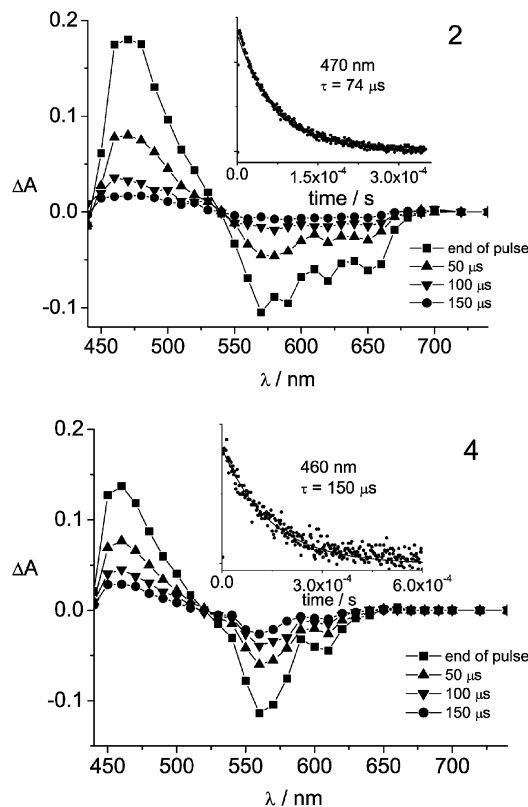 2
0.2
470 nm
τ = 74 μs
0.1
0.0 1.5x10⁻⁴ 3.0x10⁻⁴
time / s
ΔA
0.0
end of pulse
50 μs
100 μs
150 μs
-0.1
450 500 550 600 650 700
λ / nm
4
0.2
460 nm
τ = 150 μs
0.1
0.0 3.0x10⁻⁴ 6.0x10⁻⁴
time / s
ΔA
0.0
end of pulse
50 μs
100 μs
150 μs
-0.1
450 500 550 600 650 700
λ / nm